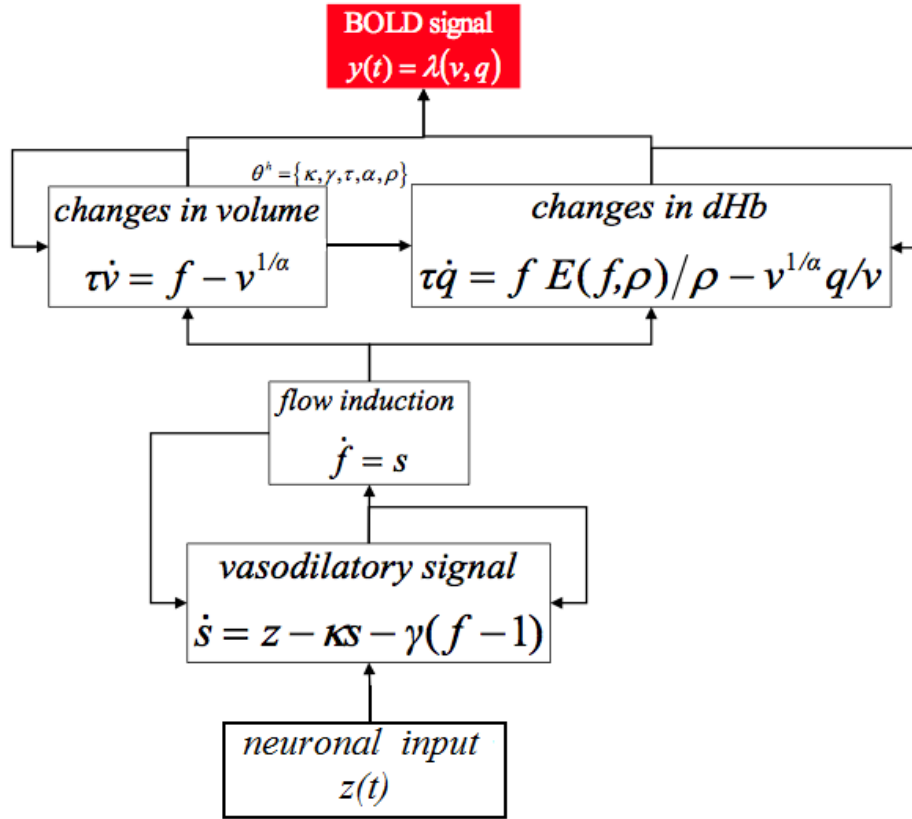 BOLD signal
y(t) = λ(v, q)
θʰ = {κ, γ, τ, α, ρ}
changes in volume
τv̇ = f − v^{1/α}
changes in dHb
τq̇ = f E(f,ρ)/ρ − v^{1/α} q/v
flow induction
ḟ = s
vasodilatory signal
ṡ = z − κs − γ(f − 1)
neuronal input
z(t)